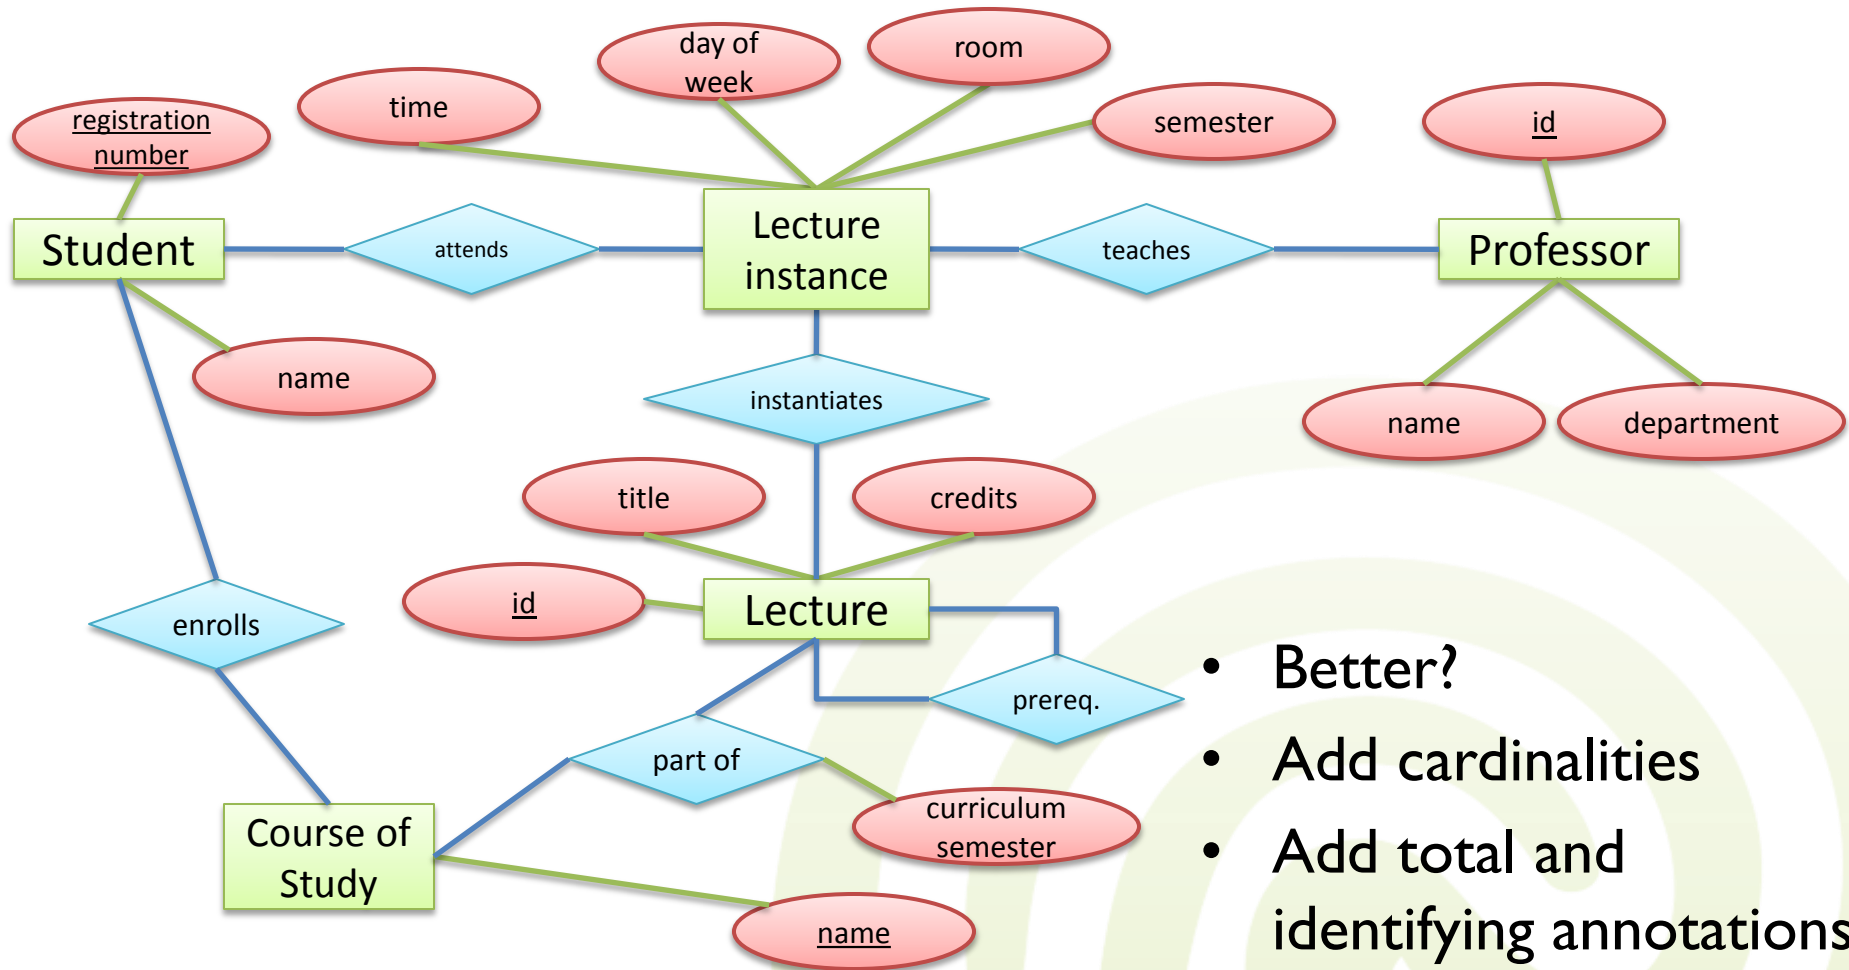 day of
week
room
time
semester
registration
number
id
Student
attends
Lecture
instance
teaches
Professor
name
instantiates
name
department
title
credits
id
Lecture
enrolls
prereq.
part of
curriculum
semester
Course of
Study
name
• Better?
• Add cardinalities
• Add total and
identifying annotations